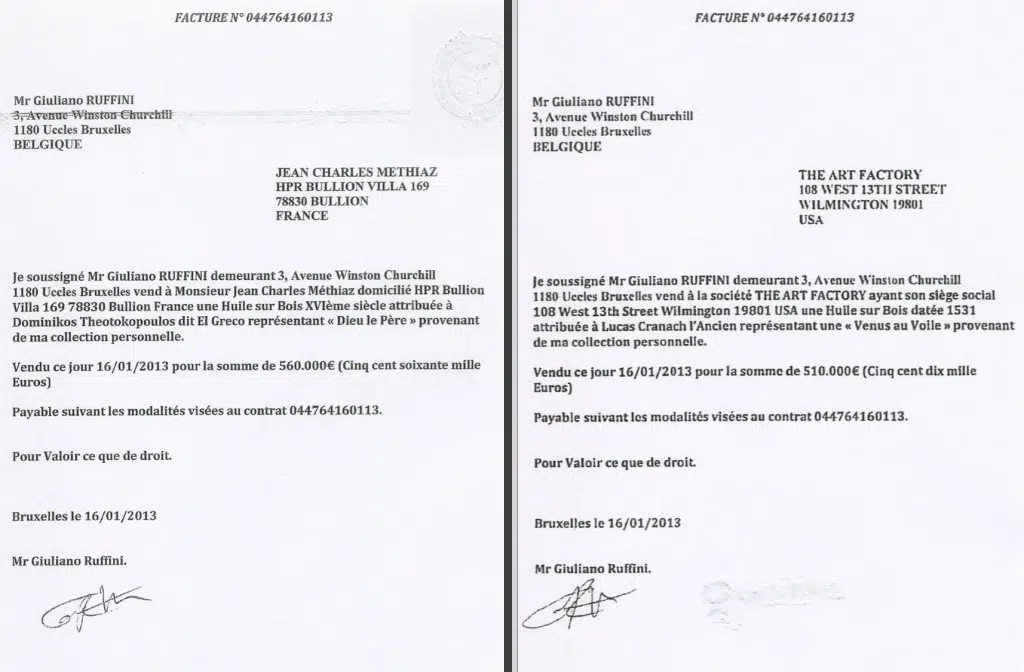 FACTURE N° 044764160113
Mr Giuliano RUFFINI
3, Avenue Winston Churchill
1180 Uccles Bruxelles
BELGIQUE
JEAN CHARLES METHIAZ
HPR BULLION VILLA 169
78830 BULLION
FRANCE
Je soussigné Mr Giuliano RUFFINI demeurant 3, Avenue Winston Churchill
1180 Uccles Bruxelles vend à Monsieur Jean Charles Méthiaz domicilié HPR Bullion
Villa 169 78830 Bullion France une Huile sur Bois XVIème siècle attribuée à
Dominikos Theotokopoulos dit El Greco représentant « Dieu le Père » provenant
de ma collection personnelle.
Vendu ce jour 16/01/2013 pour la somme de 560.000€ (Cinq cent soixante mille
Euros)
Payable suivant les modalités visées au contrat 044764160113.
Pour Valoir ce que de droit.
Bruxelles le 16/01/2013
Mr Giuliano Ruffini.
FACTURE N° 044764160113
Mr Giuliano RUFFINI
3, Avenue Winston Churchill
1180 Uccles Bruxelles
BELGIQUE
THE ART FACTORY
108 WEST 13TH STREET
WILMINGTON 19801
USA
Je soussigné Mr Giuliano RUFFINI demeurant 3, Avenue Winston Churchill
1180 Uccles Bruxelles vend à la société THE ART FACTORY ayant son siège social
108 West 13th Street Wilmington 19801 USA une Huile sur Bois datée 1531
attribuée à Lucas Cranach l'Ancien représentant une « Venus au Voile » provenant
de ma collection personnelle.
Vendu ce jour 16/01/2013 pour la somme de 510.000€ (Cinq cent dix mille
Euros)
Payable suivant les modalités visées au contrat 044764160113.
Pour Valoir ce que de droit.
Bruxelles le 16/01/2013
Mr Giuliano Ruffini.